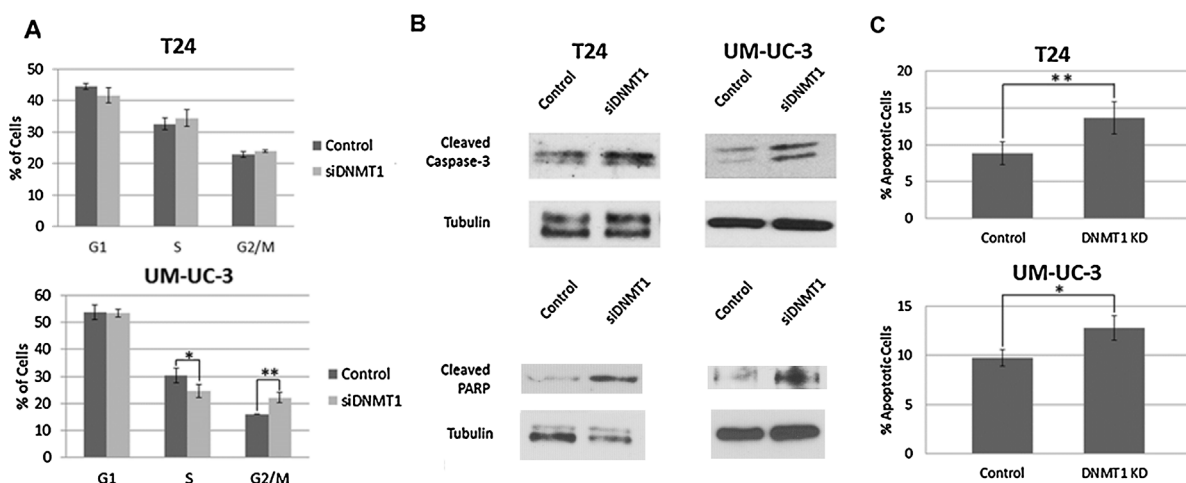 A
T24
% of Cells
50
40
30
20
10
0
G1 S G2/M
Control
siDNMT1
UM-UC-3
% of Cells
60
50
40
30
20
10
0
* **
G1 S G2/M
Control
siDNMT1
B
T24 UM-UC-3
Control siDNMT1 Control siDNMT1
Cleaved
Caspase-3
Tubulin
Control siDNMT1 Control siDNMT1
Cleaved
PARP
Tubulin
C
T24
% Apoptotic Cells
20
15
10
5
0
**
Control DNMT1 KD
UM-UC-3
% Apoptotic Cells
15
10
5
0
*
Control DNMT1 KD